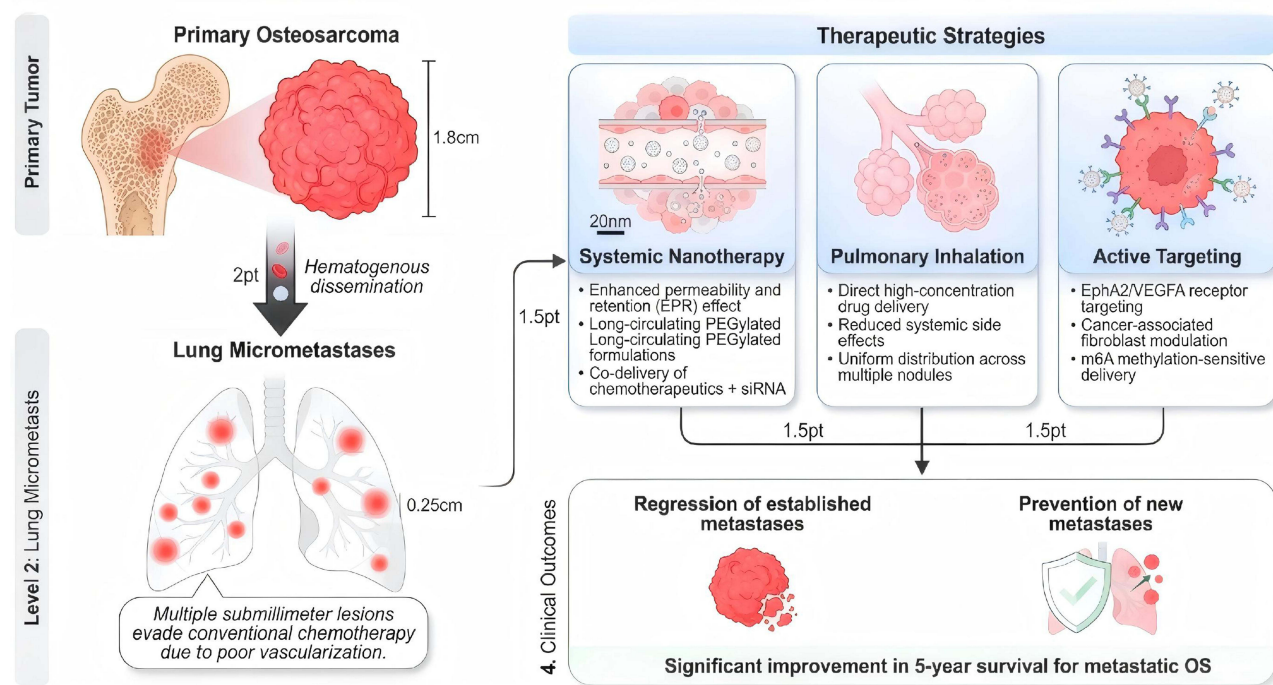 Primary Tumor
Primary Osteosarcoma
1.8cm
2pt
Hematogenous
dissemination
Level 2: Lung Micrometasts
Lung Micrometastases
0.25cm
Multiple submillimeter lesions
evade conventional chemotherapy
due to poor vascularization.
1.5pt
Therapeutic Strategies
20nm
Systemic Nanotherapy
• Enhanced permeability and
retention (EPR) effect
• Long-circulating PEGylated
Long-circulating PEGylated
formulations
• Co-delivery of
chemotherapeutics + siRNA
Pulmonary Inhalation
• Direct high-concentration
drug delivery
• Reduced systemic side
effects
• Uniform distribution across
multiple nodules
Active Targeting
• EphA2/VEGFA receptor
targeting
• Cancer-associated
fibroblast modulation
• m6A methylation-sensitive
delivery
1.5pt
1.5pt
4. Clinical Outcomes
Regression of established
metastases
Prevention of new
metastases
Significant improvement in 5-year survival for metastatic OS